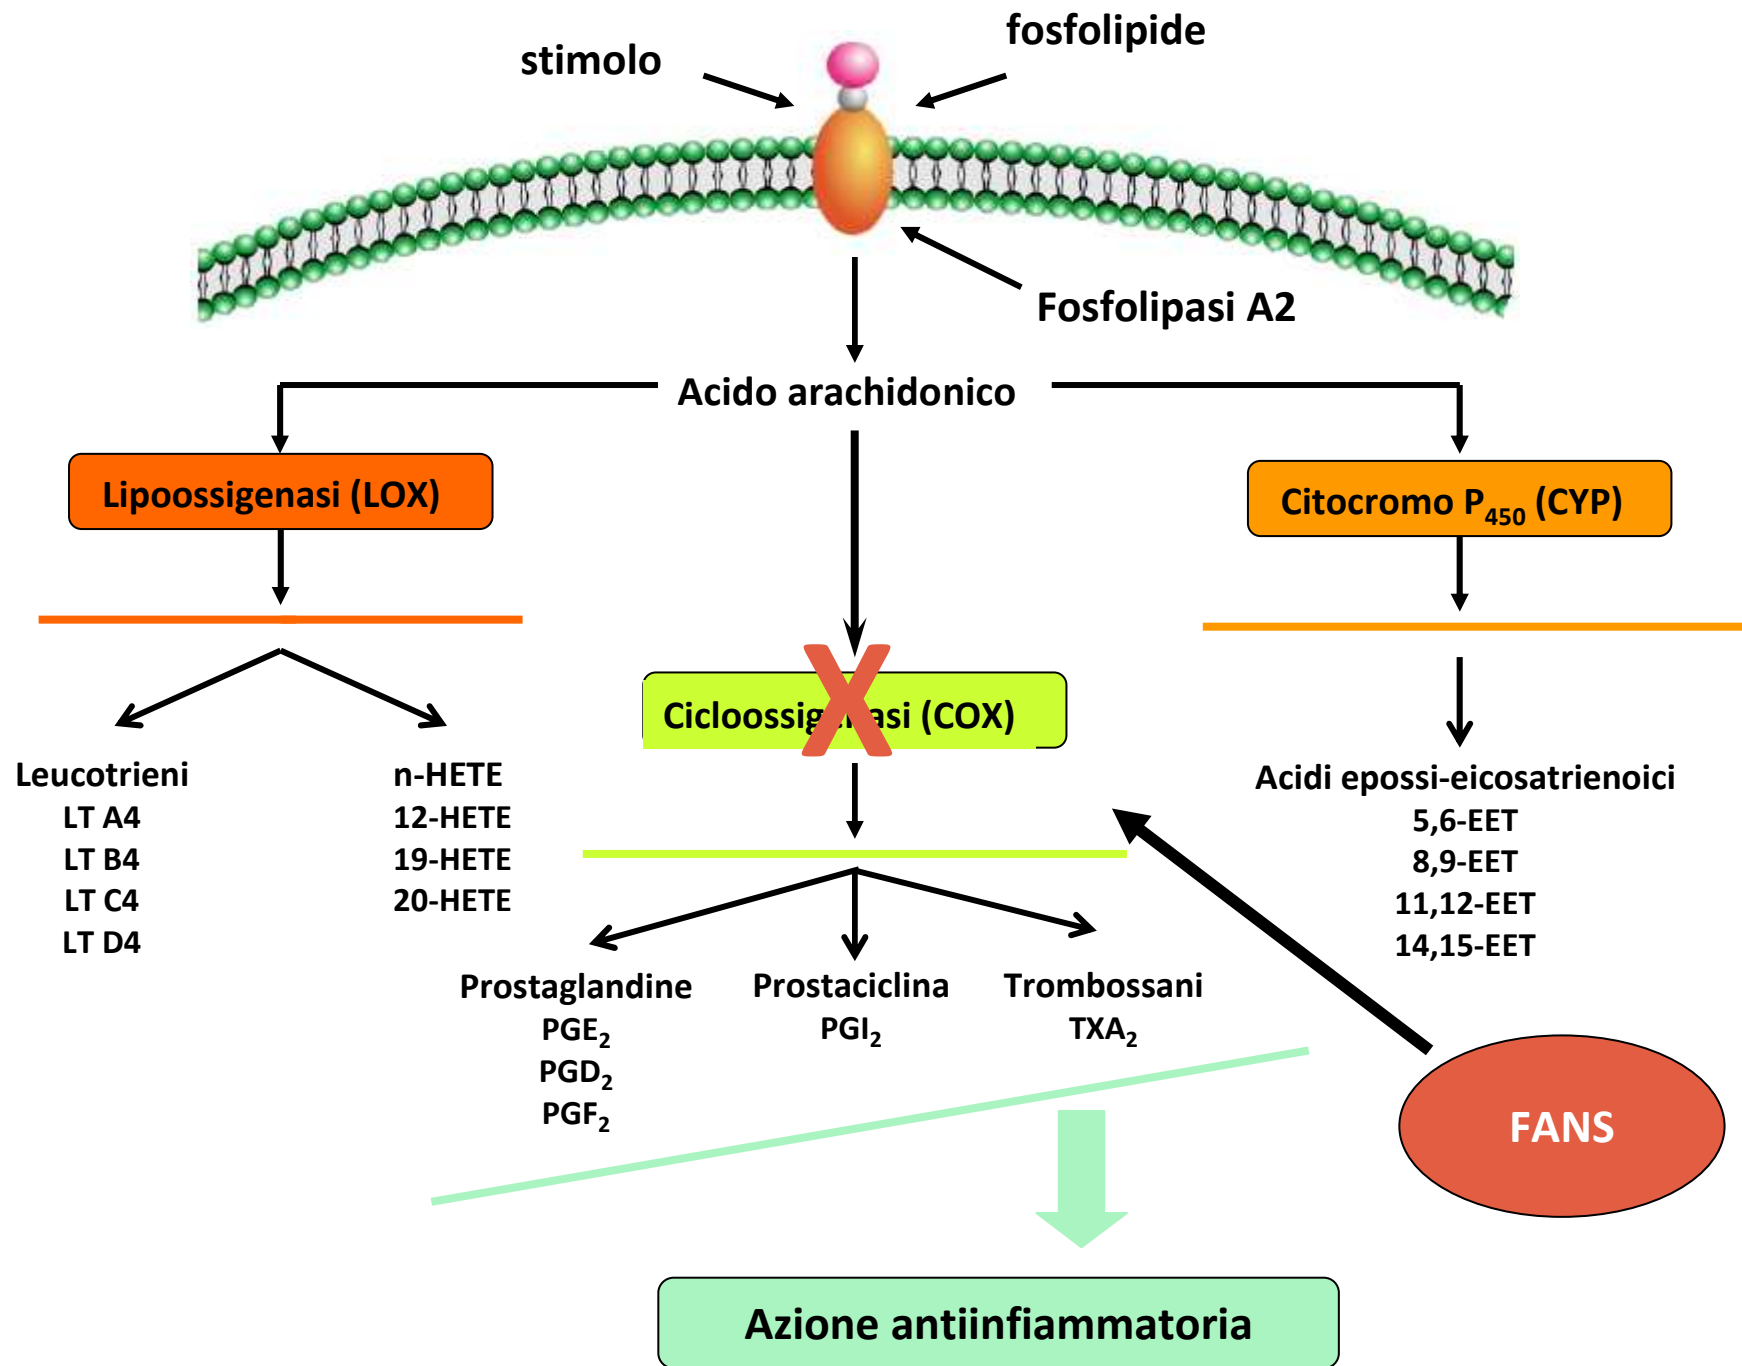 stimolo
fosfolipide
Fosfolipasi A2
Acido arachidonico
Lipoossigenasi (LOX)
Citocromo P₄₅₀ (CYP)
Cicloossigenasi (COX)
Leucotrieni
LT A4
LT B4
LT C4
LT D4
n-HETE
12-HETE
19-HETE
20-HETE
Acidi epossi-eicosatrienoici
5,6-EET
8,9-EET
11,12-EET
14,15-EET
Prostaglandine
PGE₂
PGD₂
PGF₂
Prostaciclina
PGI₂
Trombossani
TXA₂
FANS
Azione antiinfiammatoria